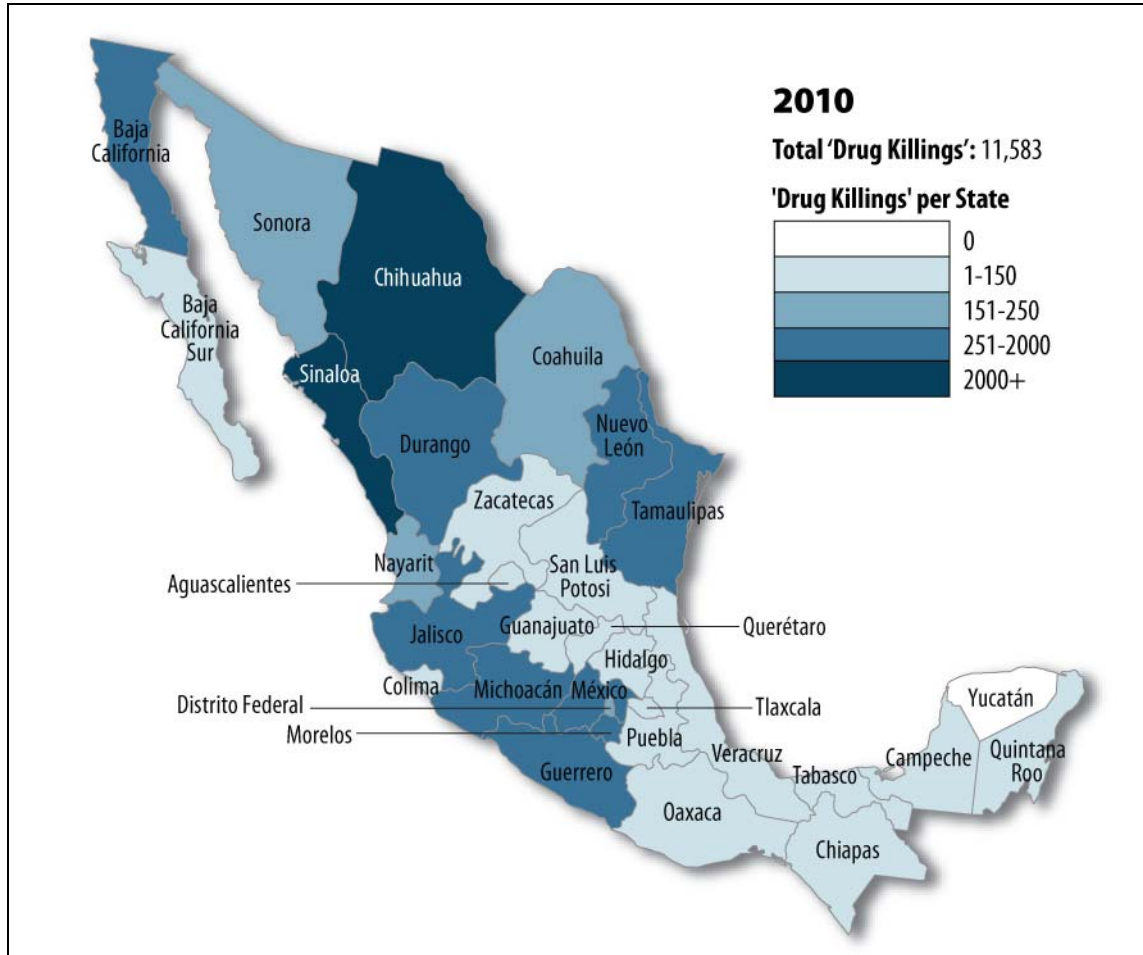 2010
Total ‘Drug Killings’: 11,583
'Drug Killings' per State
0
1-150
151-250
251-2000
2000+
Baja
California
Sonora
Chihuahua
Baja
California
Sur
Sinaloa
Coahuila
Durango
Nuevo
León
Tamaulipas
Zacatecas
Nayarit
San Luis
Potosi
Aguascalientes
Jalisco
Guanajuato
Querétaro
Hidalgo
Colima
Michoacán
México
Distrito Federal
Tlaxcala
Morelos
Puebla
Veracruz
Guerrero
Oaxaca
Tabasco
Chiapas
Campeche
Yucatán
Quintana
Roo